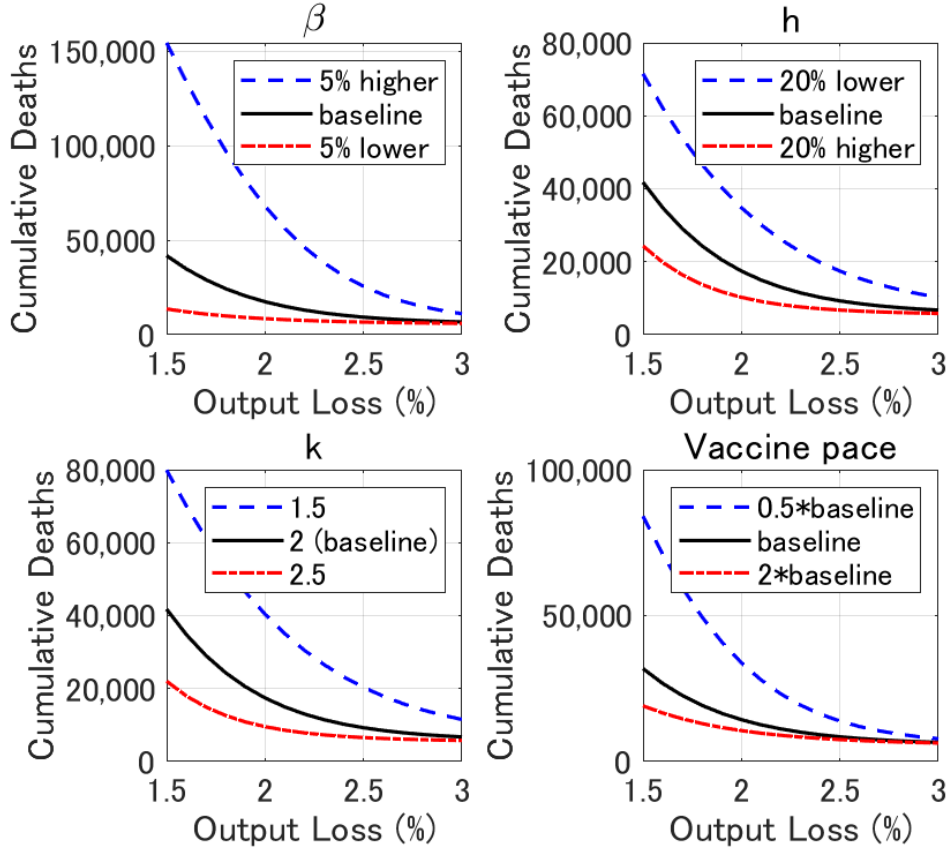 β
Cumulative Deaths
150,000
100,000
50,000
0
5% higher
baseline
5% lower
1.5 2 2.5 3
Output Loss (%)
h
Cumulative Deaths
80,000
60,000
40,000
20,000
0
20% lower
baseline
20% higher
1.5 2 2.5 3
Output Loss (%)
k
Cumulative Deaths
80,000
60,000
40,000
20,000
0
1.5
2 (baseline)
2.5
1.5 2 2.5 3
Output Loss (%)
Vaccine pace
Cumulative Deaths
100,000
50,000
0
0.5*baseline
baseline
2*baseline
1.5 2 2.5 3
Output Loss (%)